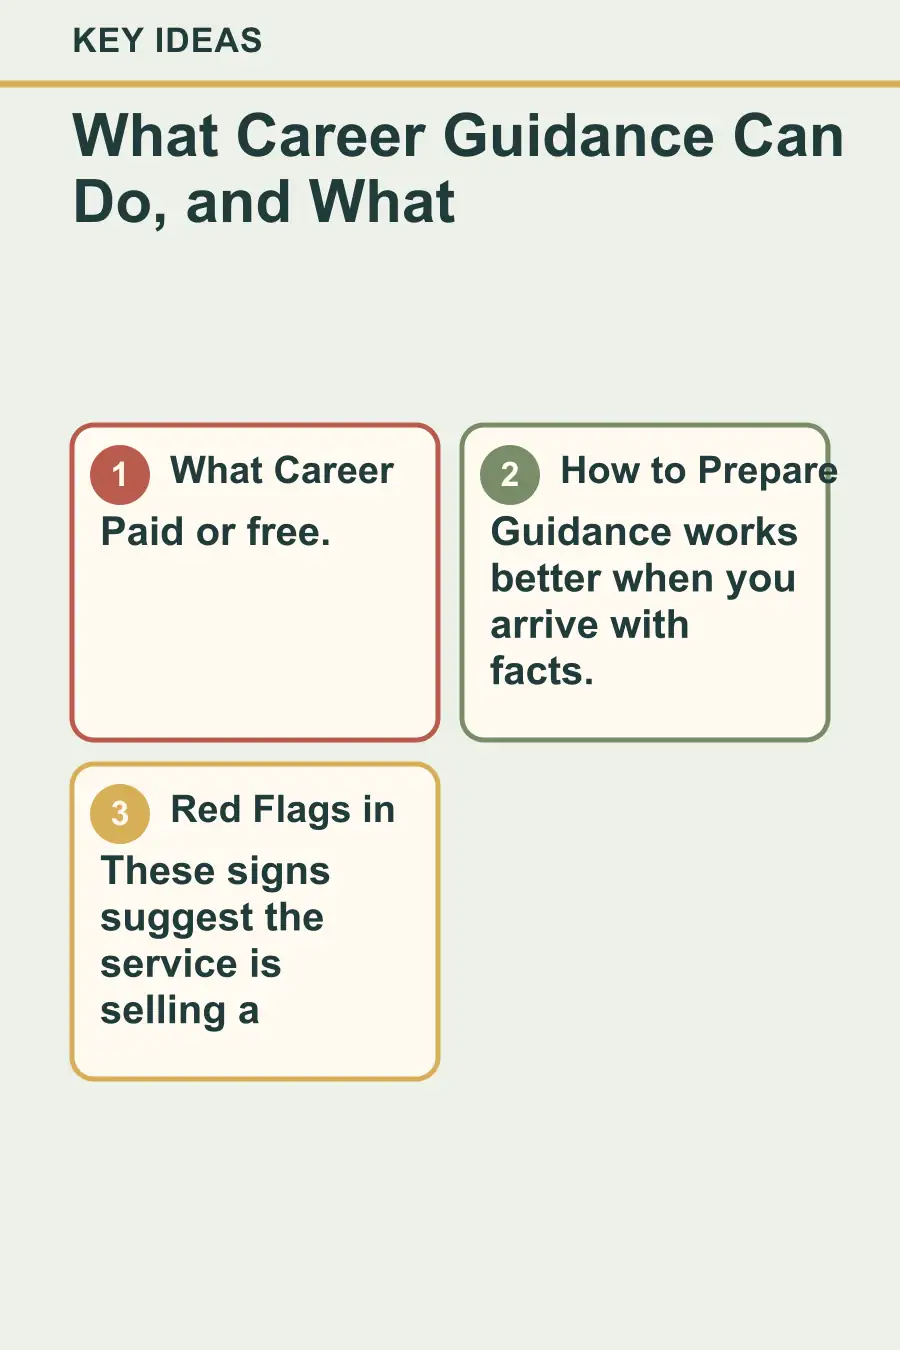 KEY IDEAS
What Career Guidance Can
Do, and What
1
What Career
Paid or free.
2
How to Prepare
Guidance works
better when you
arrive with
facts.
3
Red Flags in
These signs
suggest the
service is
selling a